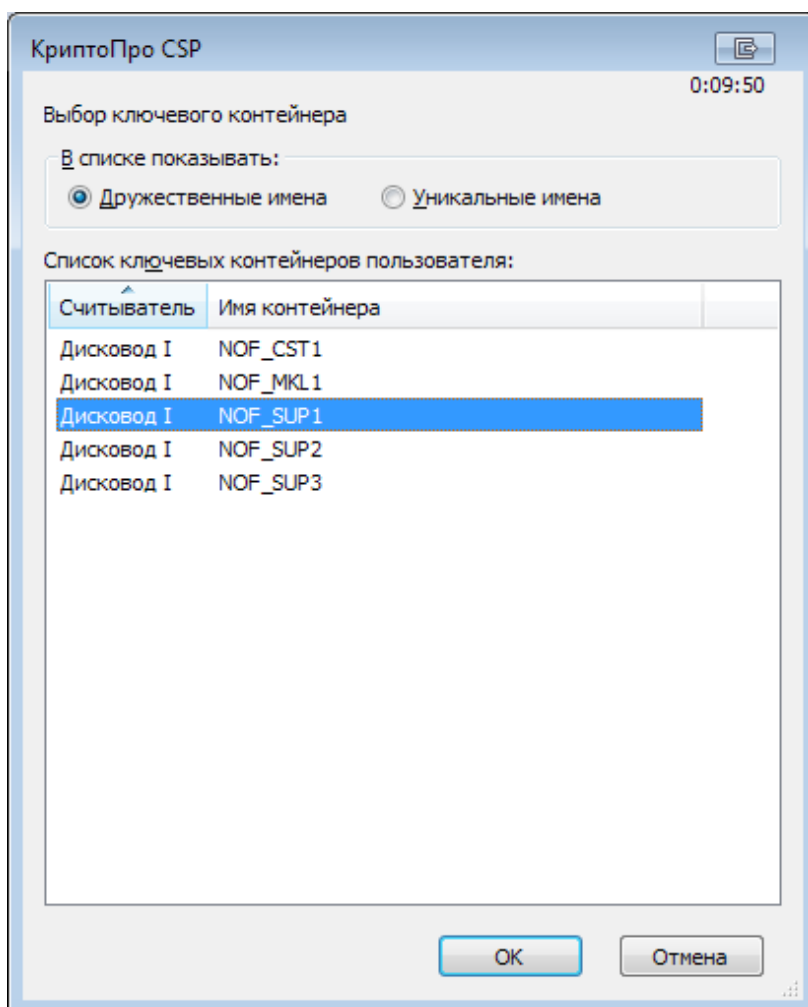 КриптоПро CSP
0:09:50
Выбор ключевого контейнера
В списке показывать:
Дружественные имена Уникальные имена
Список ключевых контейнеров пользователя:
Считыватель Имя контейнера
Дисковод I NOF_CST1
Дисковод I NOF_MKL1
Дисковод I NOF_SUP1
Дисковод I NOF_SUP2
Дисковод I NOF_SUP3
OK Отмена